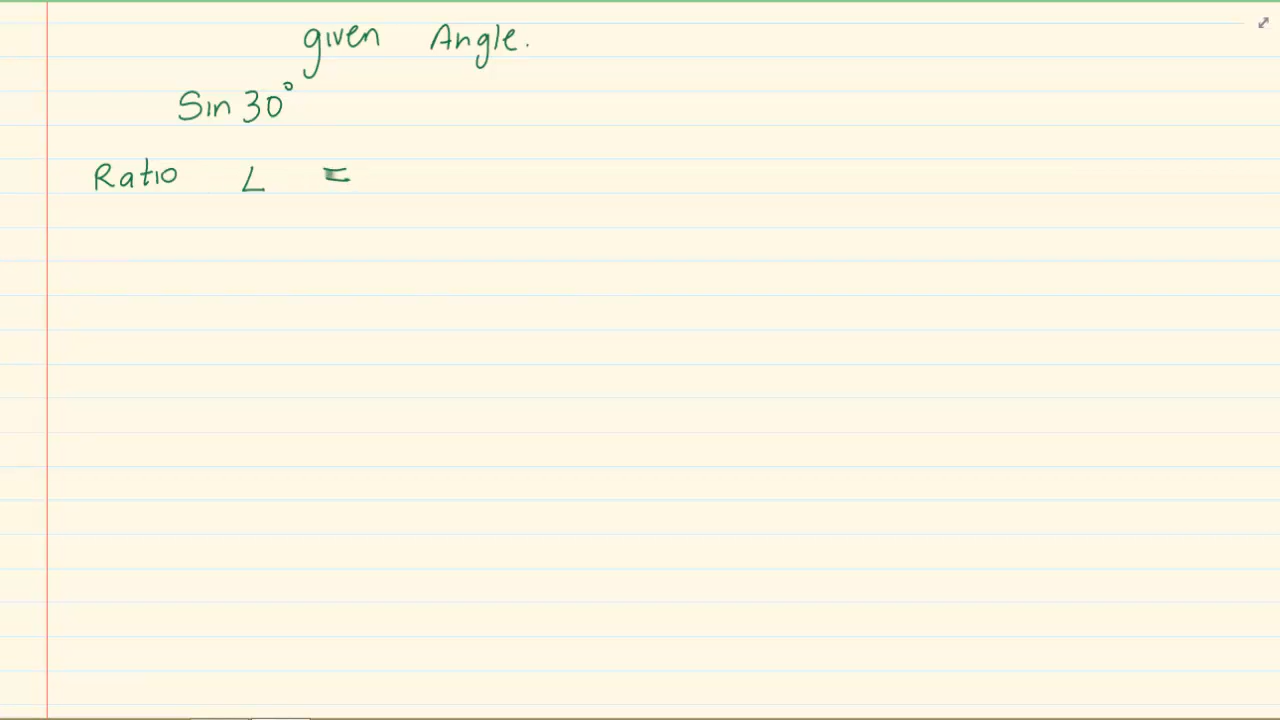 given Angle.
Sin 30°
Ratio ∠ =